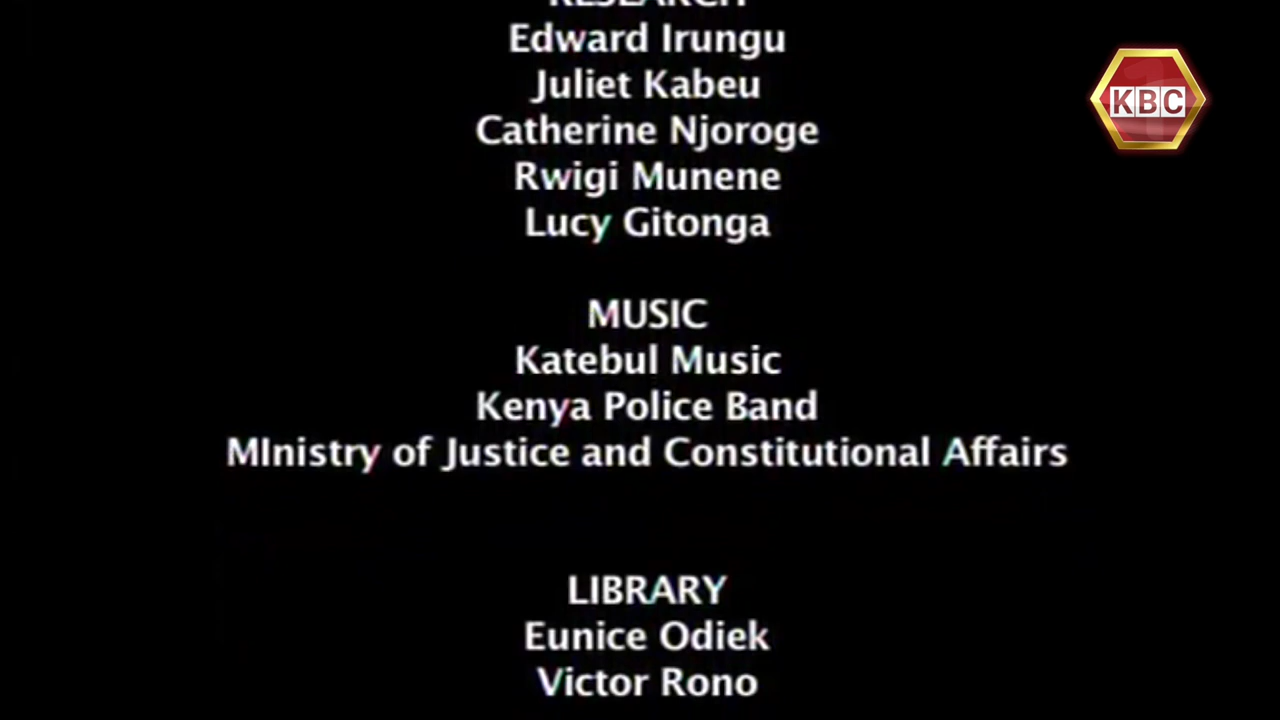 RESEARCH
Edward Irungu
Juliet Kabeu
Catherine Njoroge
Rwigi Munene
Lucy Gitonga
MUSIC
Katebul Music
Kenya Police Band
MInistry of Justice and Constitutional Affairs
LIBRARY
Eunice Odiek
Victor Rono
KBC